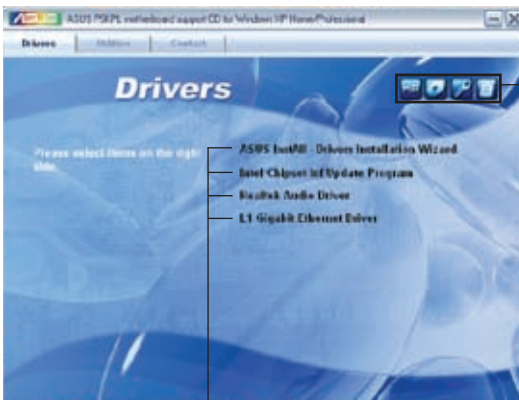 ASUS P5KPL motherboard support CD for Windows XP Home/Professional
Drivers
Utilities
Contact
Drivers
Please select items on the right side.
ASUS InstAll - Drivers Installation Wizard
Intel Chipset Inf Update Program
Realtek Audio Driver
L1 Gigabit Ethernet Driver